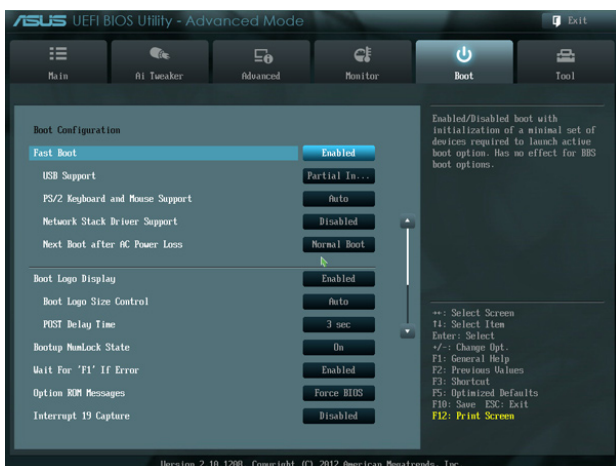 ASUS UEFI BIOS Utility - Advanced Mode
Exit
Main
Ai Tweaker
Advanced
Monitor
Boot
Tool
Boot Configuration
Fast Boot Enabled
USB Support Partial In...
PS/2 Keyboard and Mouse Support Auto
Network Stack Driver Support Disabled
Next Boot after AC Power Loss Normal Boot
Boot Logo Display Enabled
Boot Logo Size Control Auto
POST Delay Time 3 sec
Bootup NumLock State On
Wait For 'F1' If Error Enabled
Option ROM Messages Force BIOS
Interrupt 19 Capture Disabled
Enabled/Disabled boot with
initialization of a minimal set of
devices required to launch active
boot option. Has no effect for BBS
boot options.
↔: Select Screen
↑↓: Select Item
Enter: Select
+/-: Change Opt.
F1: General Help
F2: Previous Values
F3: Shortcut
F5: Optimized Defaults
F10: Save ESC: Exit
F12: Print Screen
Version 2.10.1208. Copyright (C) 2012 American Megatrends, Inc.